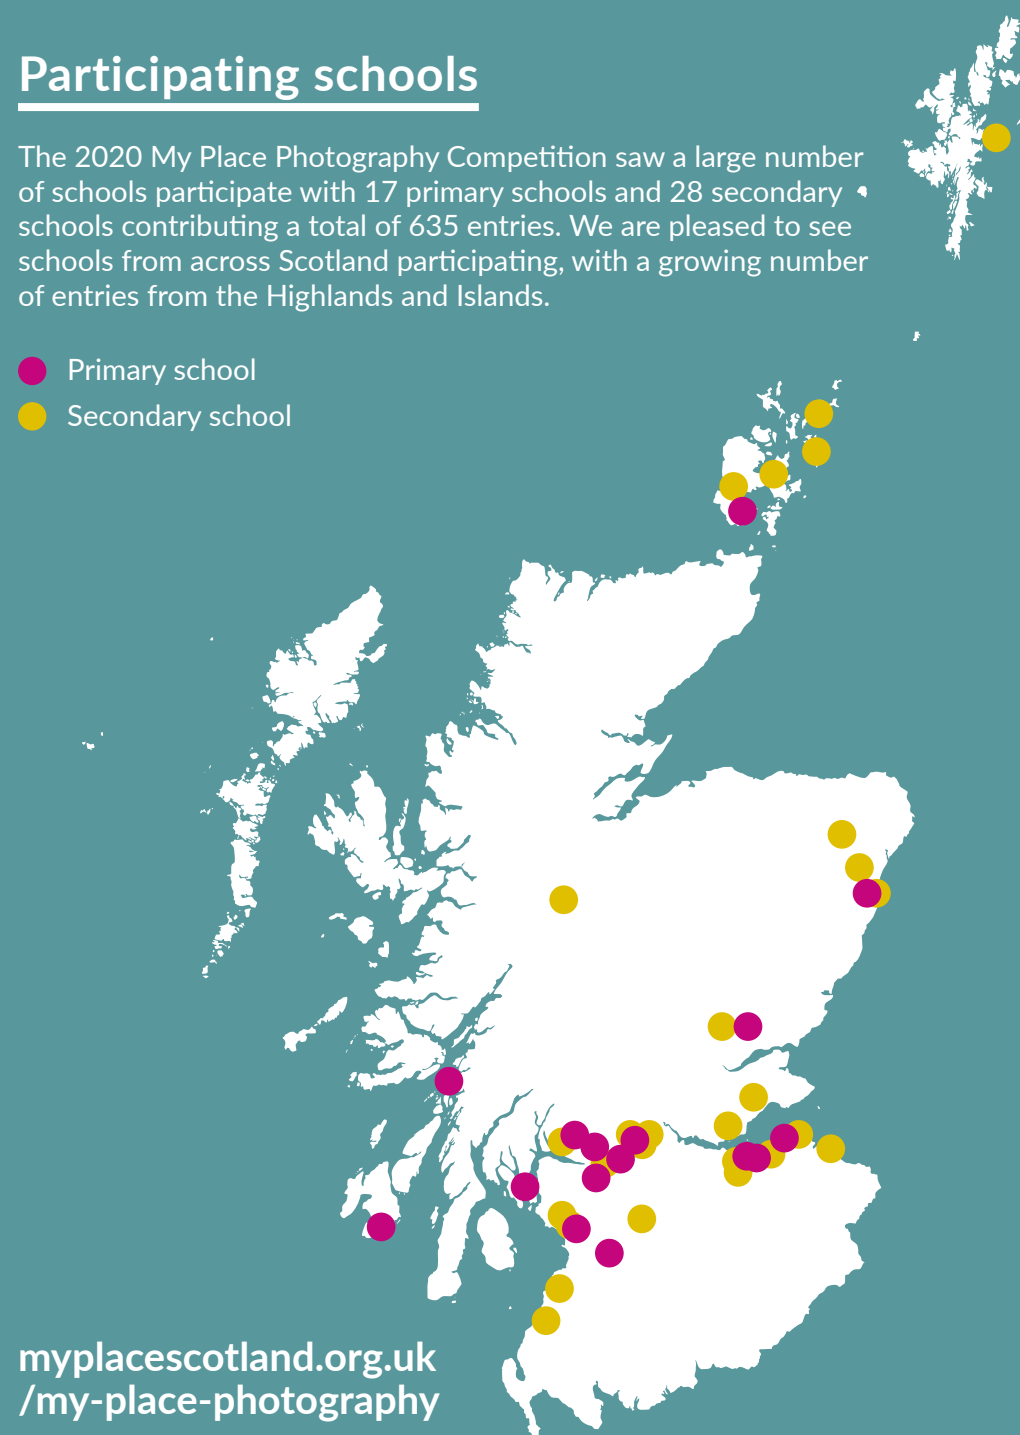 Participating schools
The 2020 My Place Photography Competition saw a large number
of schools participate with 17 primary schools and 28 secondary
schools contributing a total of 635 entries. We are pleased to see
schools from across Scotland participating, with a growing number
of entries from the Highlands and Islands.
Primary school
Secondary school
myplacescotland.org.uk
/my-place-photography